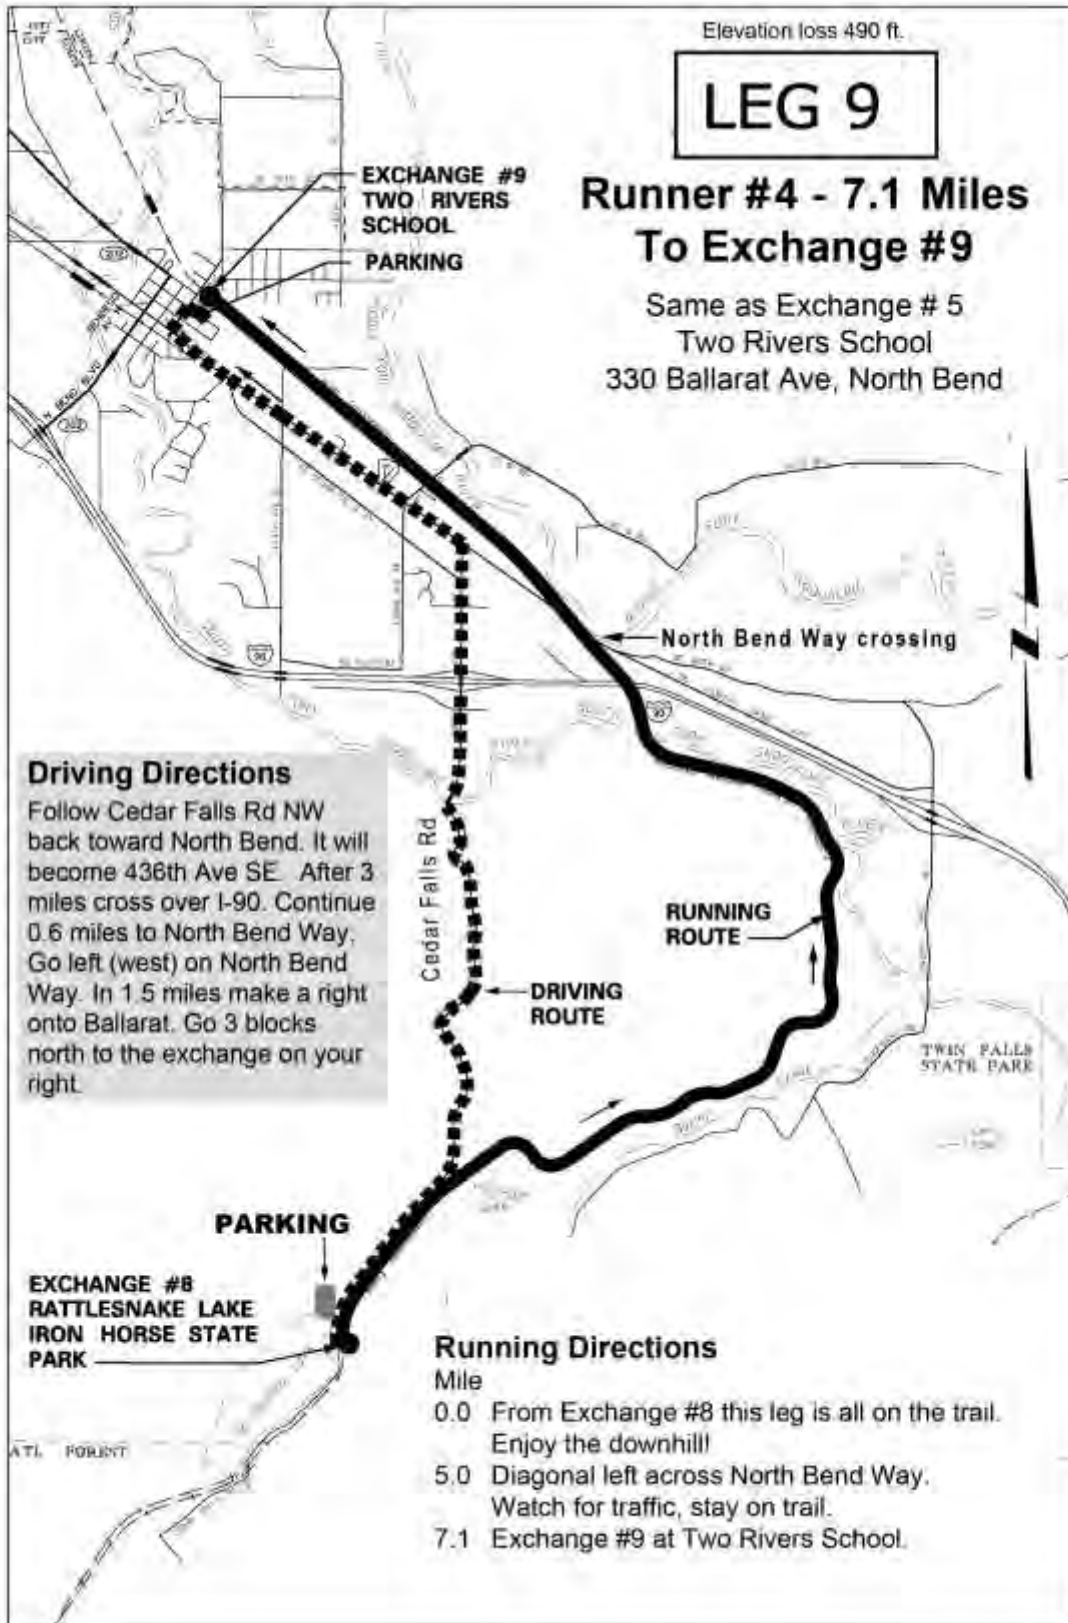 Elevation loss 490 ft.
LEG 9
Runner #4 - 7.1 Miles
To Exchange #9
Same as Exchange # 5
Two Rivers School
330 Ballarat Ave, North Bend
EXCHANGE #9
TWO RIVERS
SCHOOL
PARKING
N BEND BLVD
North Bend Way crossing
90
Driving Directions
Follow Cedar Falls Rd NW
back toward North Bend. It will
become 436th Ave SE. After 3
miles cross over I-90. Continue
0.6 miles to North Bend Way.
Go left (west) on North Bend
Way. In 1.5 miles make a right
onto Ballarat. Go 3 blocks
north to the exchange on your
right.
Cedar Falls Rd
RUNNING
ROUTE
DRIVING
ROUTE
TWIN FALLS
STATE PARK
PARKING
EXCHANGE #8
RATTLESNAKE LAKE
IRON HORSE STATE
PARK
ATL FOREST
Running Directions
Mile
0.0 From Exchange #8 this leg is all on the trail.
Enjoy the downhill!
5.0 Diagonal left across North Bend Way.
Watch for traffic, stay on trail.
7.1 Exchange #9 at Two Rivers School.